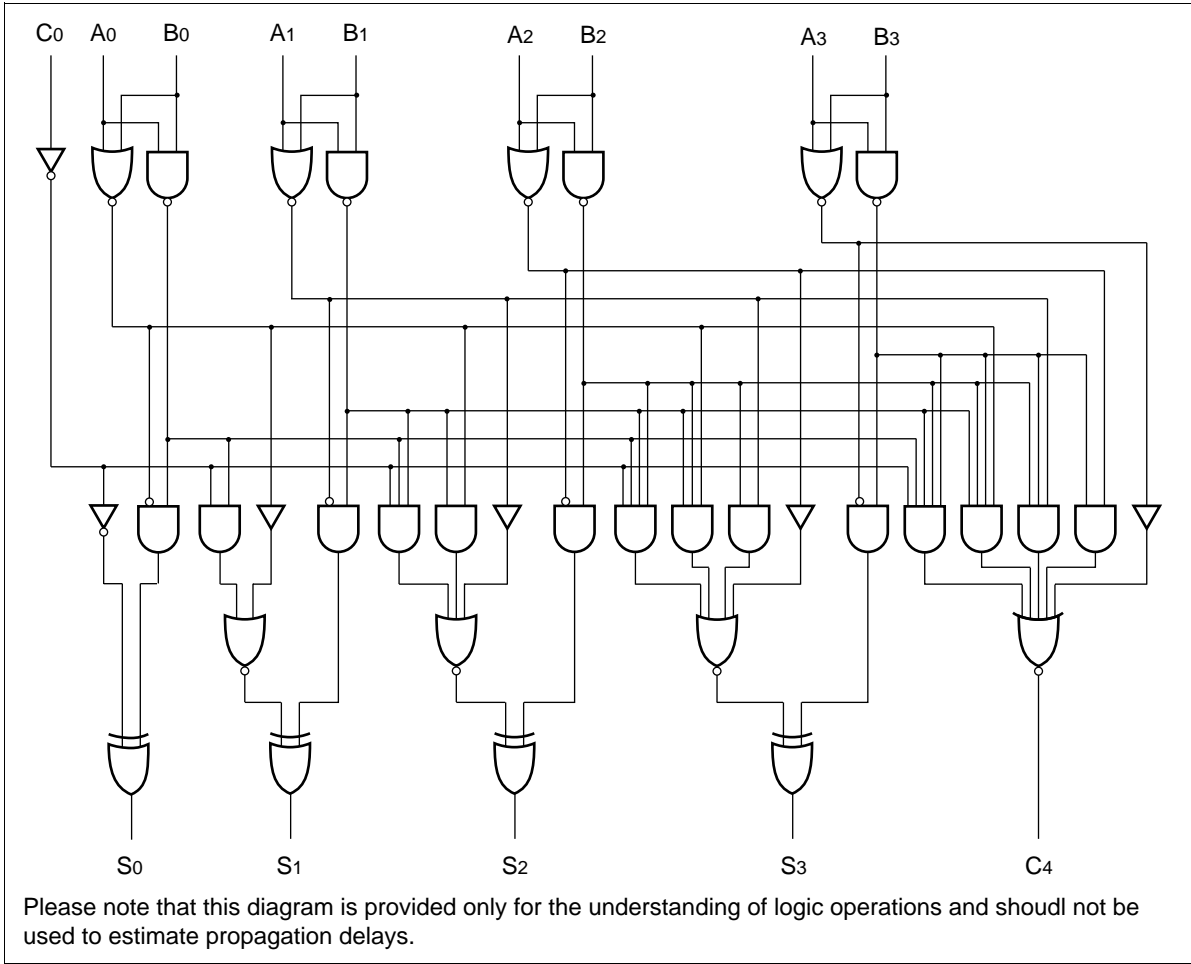 C0 A0 B0 A1 B1 A2 B2 A3 B3
S0 S1 S2 S3 C4
Please note that this diagram is provided only for the understanding of logic operations and shoudl not be
used to estimate propagation delays.